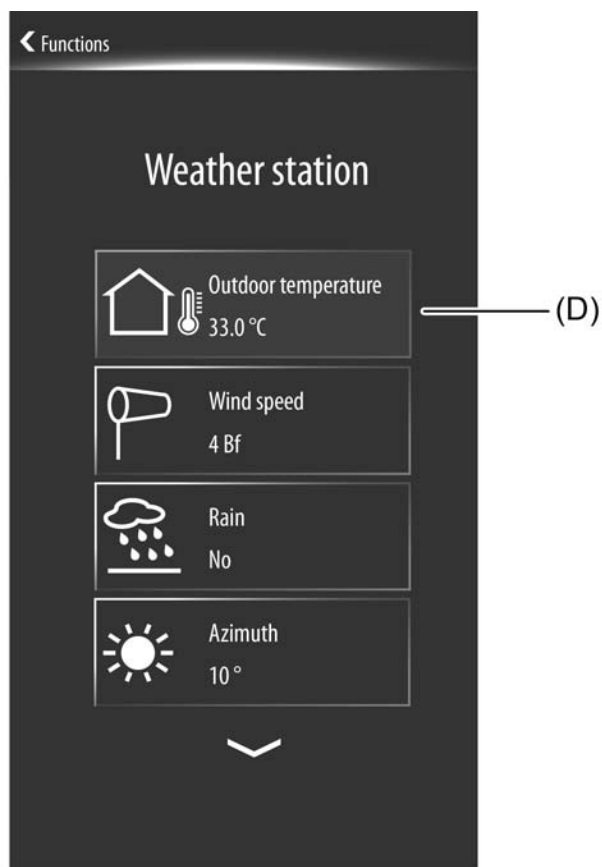 Functions
Weather station
Outdoor temperature
33.0 °C
(D)
Wind speed
4 Bf
Rain
No
Azimuth
10 °